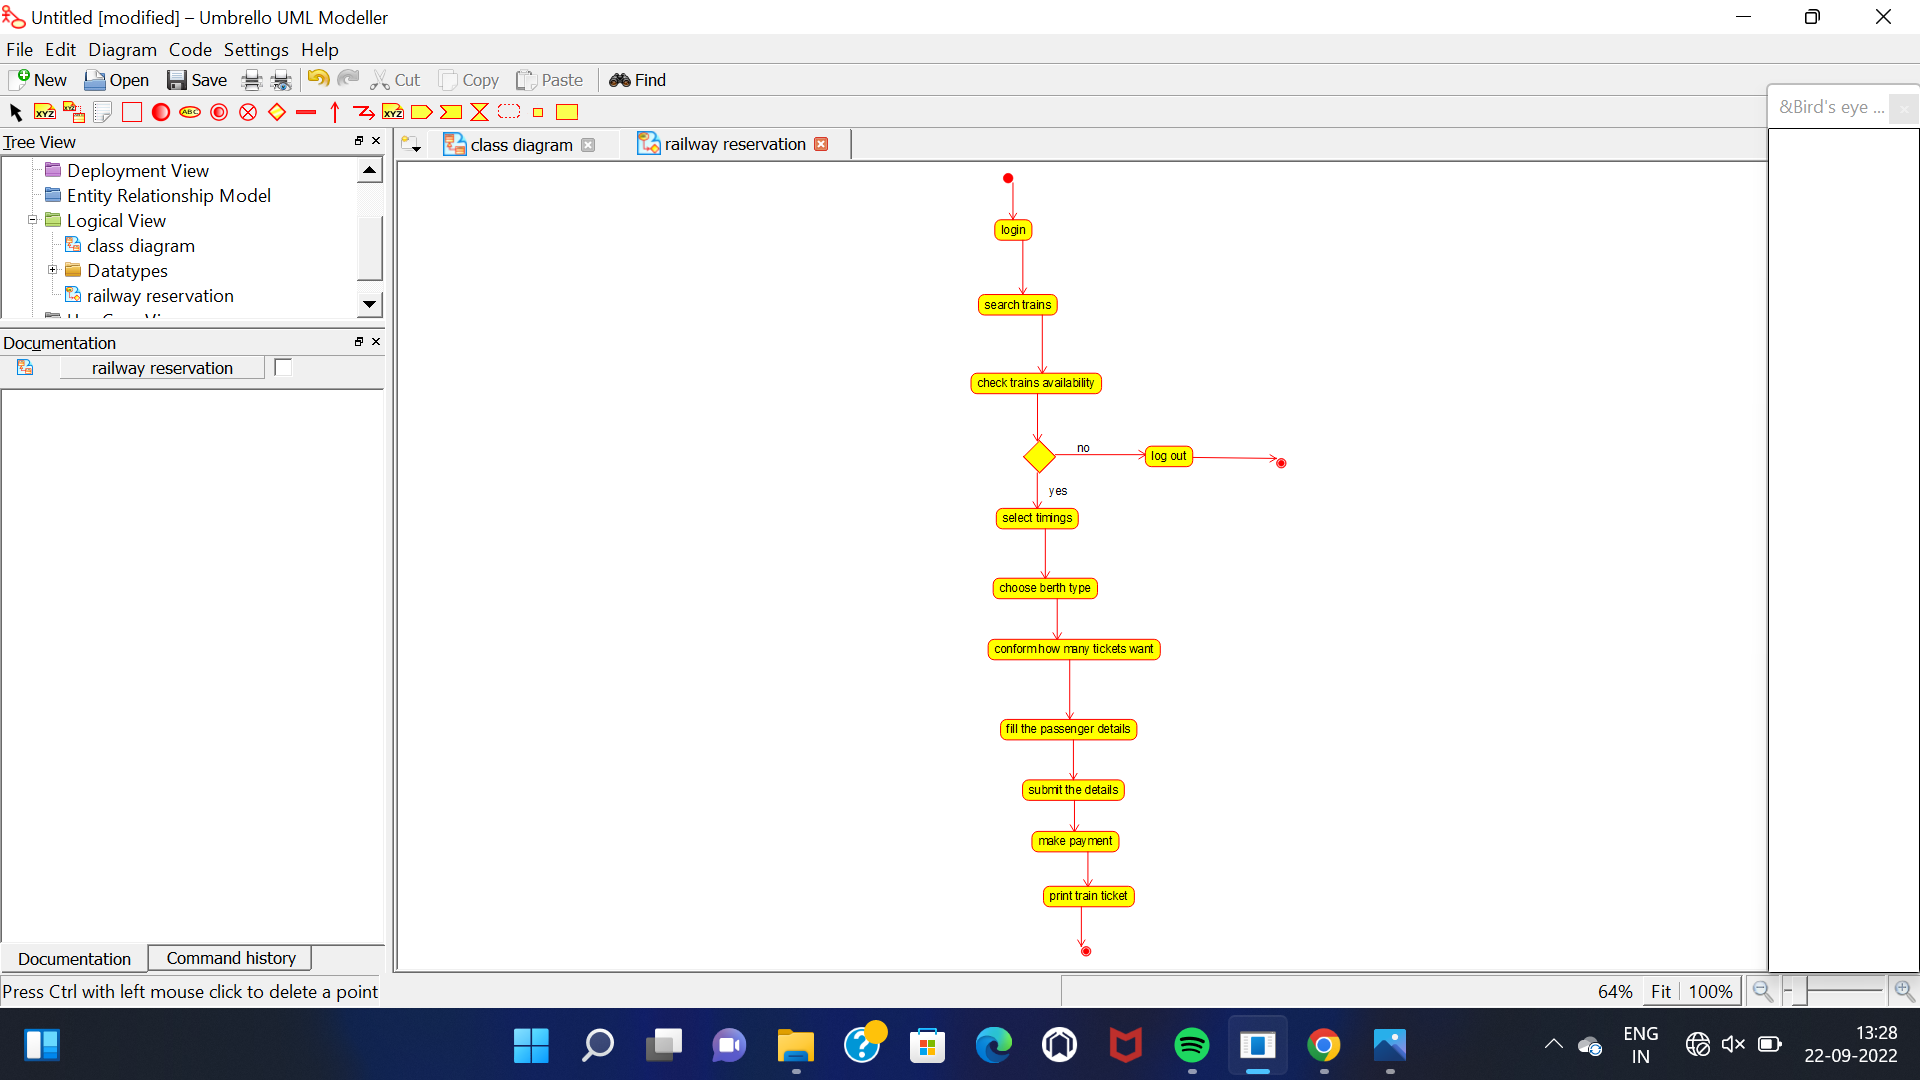 Untitled [modified] – Umbrello UML Modeller
File Edit Diagram Code Settings Help
New Open Save Cut Copy Paste Find
XYZ XYZ ABC XYZ
&Bird's eye ...
Tree View
class diagram railway reservation
Deployment View
Entity Relationship Model
Logical View
class diagram
Datatypes
railway reservation
Documentation
railway reservation
login
search trains
check trains availability
no
log out
yes
select timings
choose berth type
conform how many tickets want
fill the passenger details
submit the details
make payment
print train ticket
Documentation Command history
Press Ctrl with left mouse click to delete a point
64% Fit 100%
ENG
IN
13:28
22-09-2022